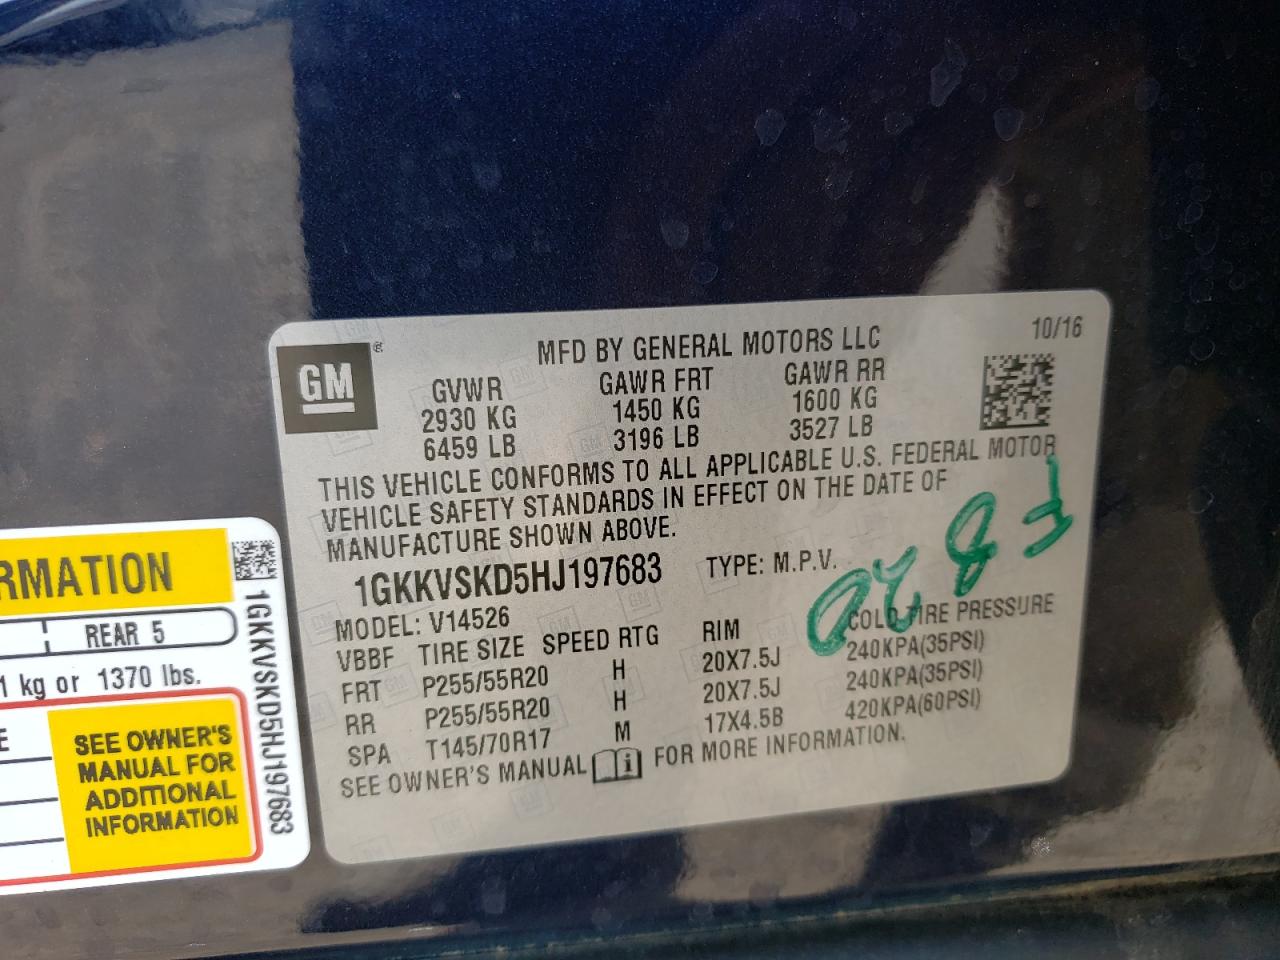 GM®
MFD BY GENERAL MOTORS LLC
10/16
GVWR GAWR FRT GAWR RR
2930 KG 1450 KG 1600 KG
6459 LB 3196 LB 3527 LB
THIS VEHICLE CONFORMS TO ALL APPLICABLE U.S. FEDERAL MOTOR
VEHICLE SAFETY STANDARDS IN EFFECT ON THE DATE OF
MANUFACTURE SHOWN ABOVE.
1GKKVSKD5HJ197683 TYPE: M.P.V.
MODEL: V14526
VBBF TIRE SIZE SPEED RTG RIM COLD TIRE PRESSURE
FRT P255/55R20 H 20X7.5J 240KPA(35PSI)
RR P255/55R20 H 20X7.5J 240KPA(35PSI)
SPA T145/70R17 M 17X4.5B 420KPA(60PSI)
SEE OWNER'S MANUAL FOR MORE INFORMATION.
RMATION
REAR 5
1 kg or 1370 lbs.
E
SEE OWNER'S
MANUAL FOR
ADDITIONAL
INFORMATION
1GKKVSKD5HJ197683